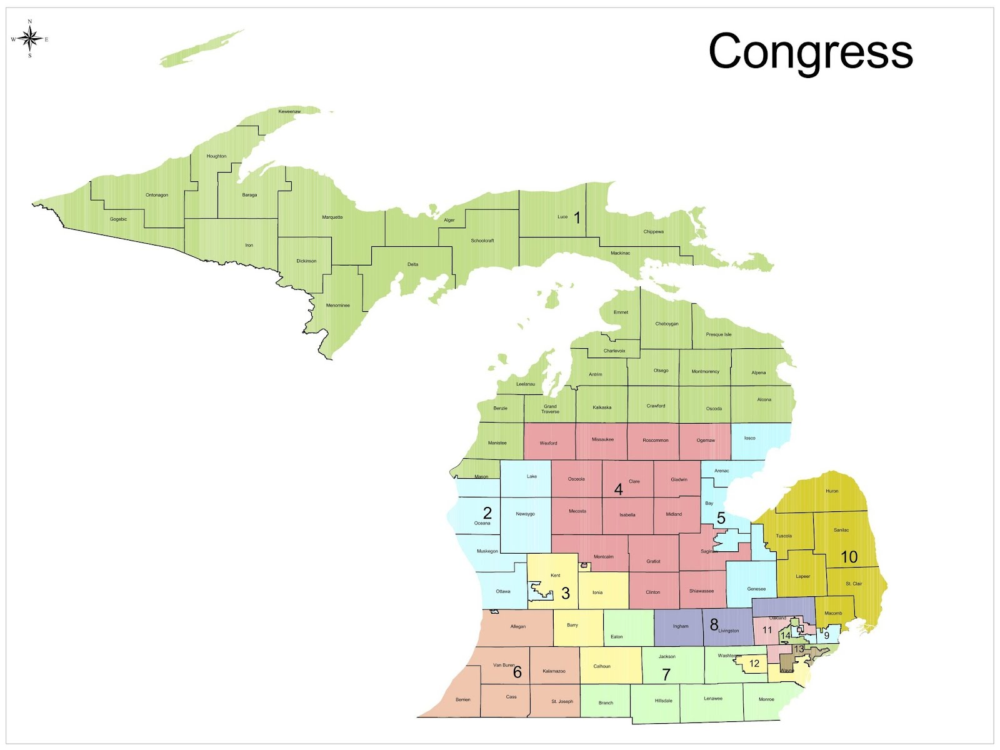 N
W E
S
Congress
Keweenaw
Houghton
Ontonagon
Baraga
Gogebic
Marquette
Alger
Luce
1
Chippewa
Schoolcraft
Iron
Mackinac
Dickinson
Delta
Menominee
Emmet
Cheboygan
Presque Isle
Charlevoix
Antrim
Otsego
Montmorency
Alpena
Leelanau
Benzie
Grand
Traverse
Kalkaska
Crawford
Oscoda
Alcona
Manistee
Wexford
Missaukee
Roscommon
Ogemaw
Iosco
Mason
Lake
Osceola
4
Clare
Gladwin
Arenac
Huron
2
Oceana
Newaygo
Mecosta
Isabella
Midland
Bay
5
Tuscola
Sanilac
10
Muskegon
Montcalm
Gratiot
Saginaw
Lapeer
St. Clair
Kent
3
Ottawa
Ionia
Clinton
Shiawassee
Genesee
Allegan
Barry
Eaton
Ingham
8
Livingston
Oakland
Macomb
11
14
9
Van Buren
6
Kalamazoo
Calhoun
Jackson
7
Washtenaw
12
13
Wayne
Berrien
Cass
St. Joseph
Branch
Hillsdale
Lenawee
Monroe